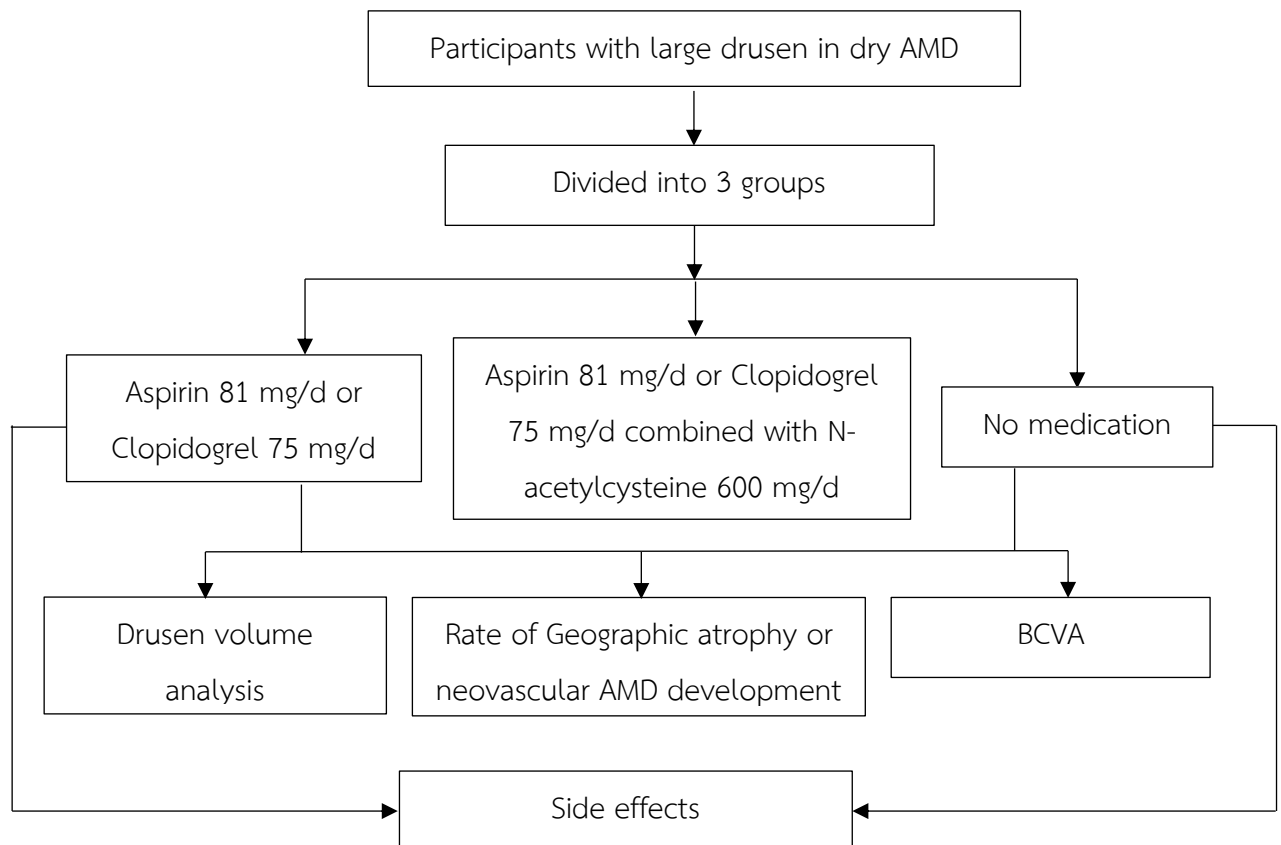 Participants with large drusen in dry AMD
Divided into 3 groups
Aspirin 81 mg/d or
Clopidogrel 75 mg/d
Aspirin 81 mg/d or Clopidogrel
75 mg/d combined with N-
acetylcysteine 600 mg/d
No medication
Drusen volume
analysis
Rate of Geographic atrophy or
neovascular AMD development
BCVA
Side effects